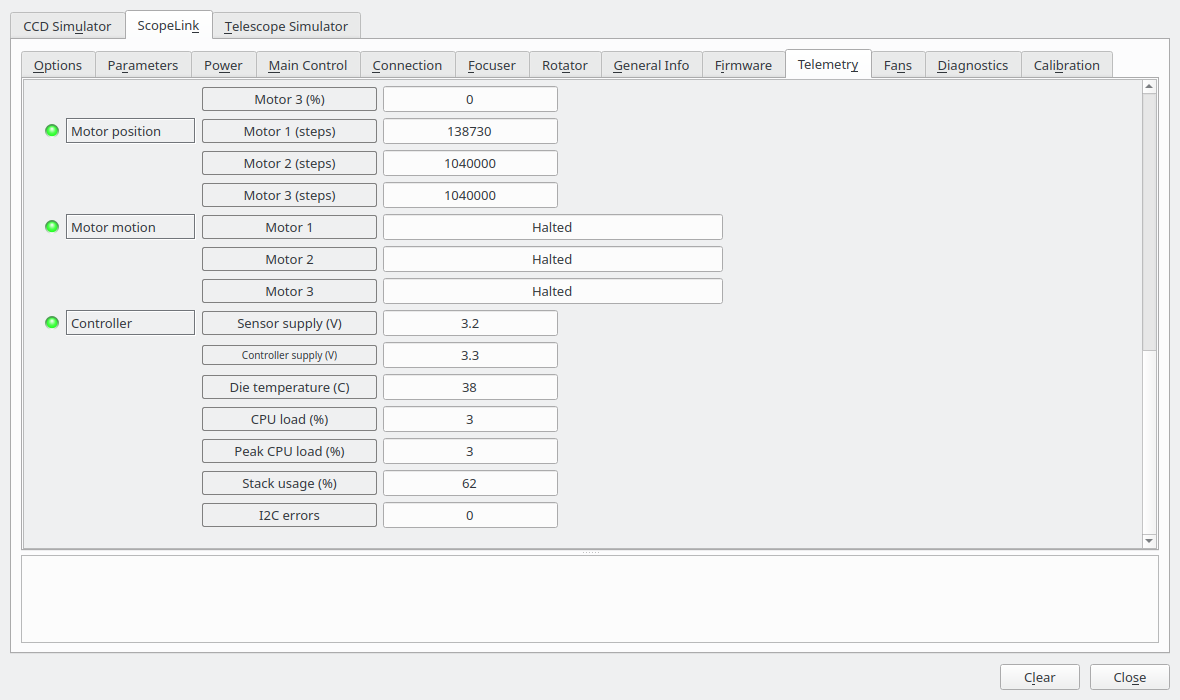 CCD Simulator ScopeLink Telescope Simulator
Options Parameters Power Main Control Connection Focuser Rotator General Info Firmware Telemetry Fans Diagnostics Calibration
Motor 3 (%) 0
Motor position Motor 1 (steps) 138730
Motor 2 (steps) 1040000
Motor 3 (steps) 1040000
Motor motion Motor 1 Halted
Motor 2 Halted
Motor 3 Halted
Controller Sensor supply (V) 3.2
Controller supply (V) 3.3
Die temperature (C) 38
CPU load (%) 3
Peak CPU load (%) 3
Stack usage (%) 62
I2C errors 0
Clear Close